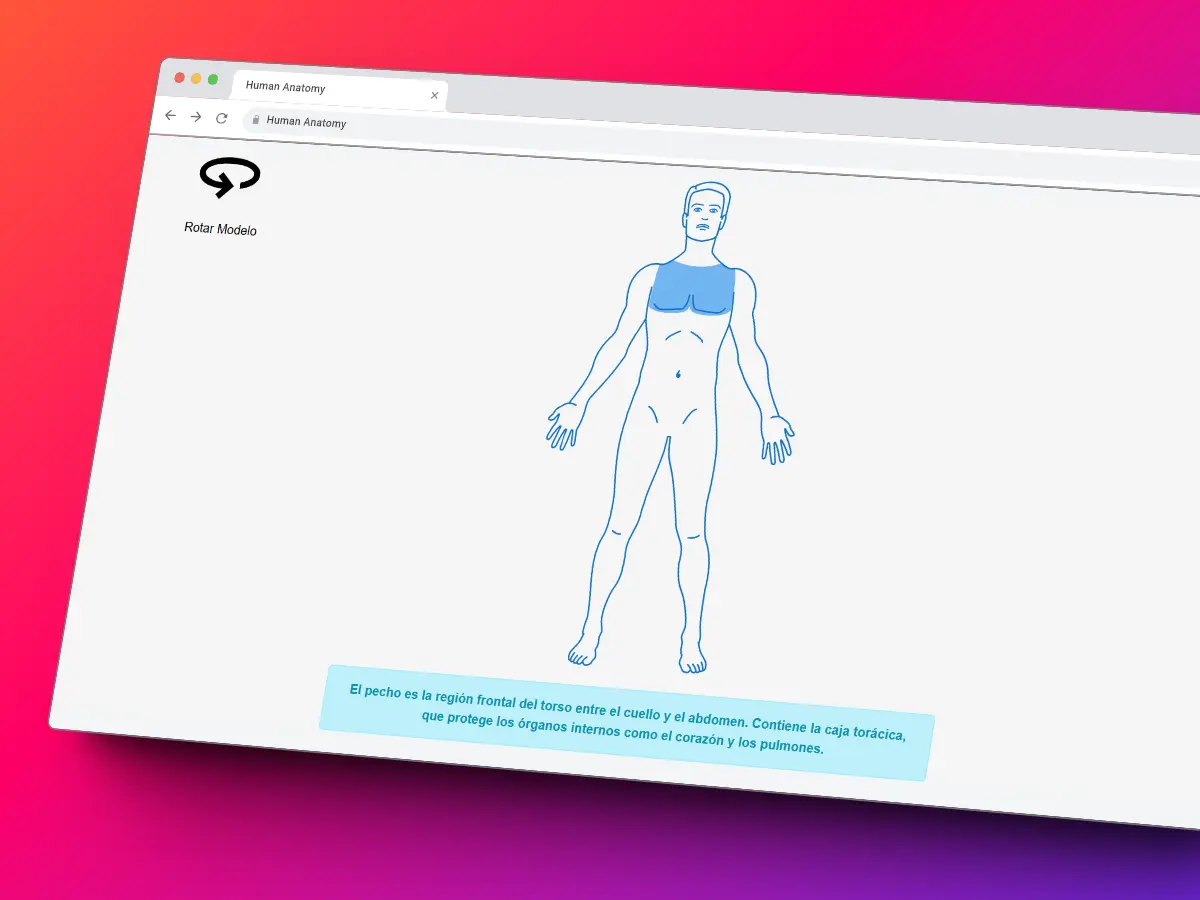 Human Anatomy
Human Anatomy
Rotar Modelo
El pecho es la región frontal del torso entre el cuello y el abdomen. Contiene la caja torácica,
que protege los órganos internos como el corazón y los pulmones.